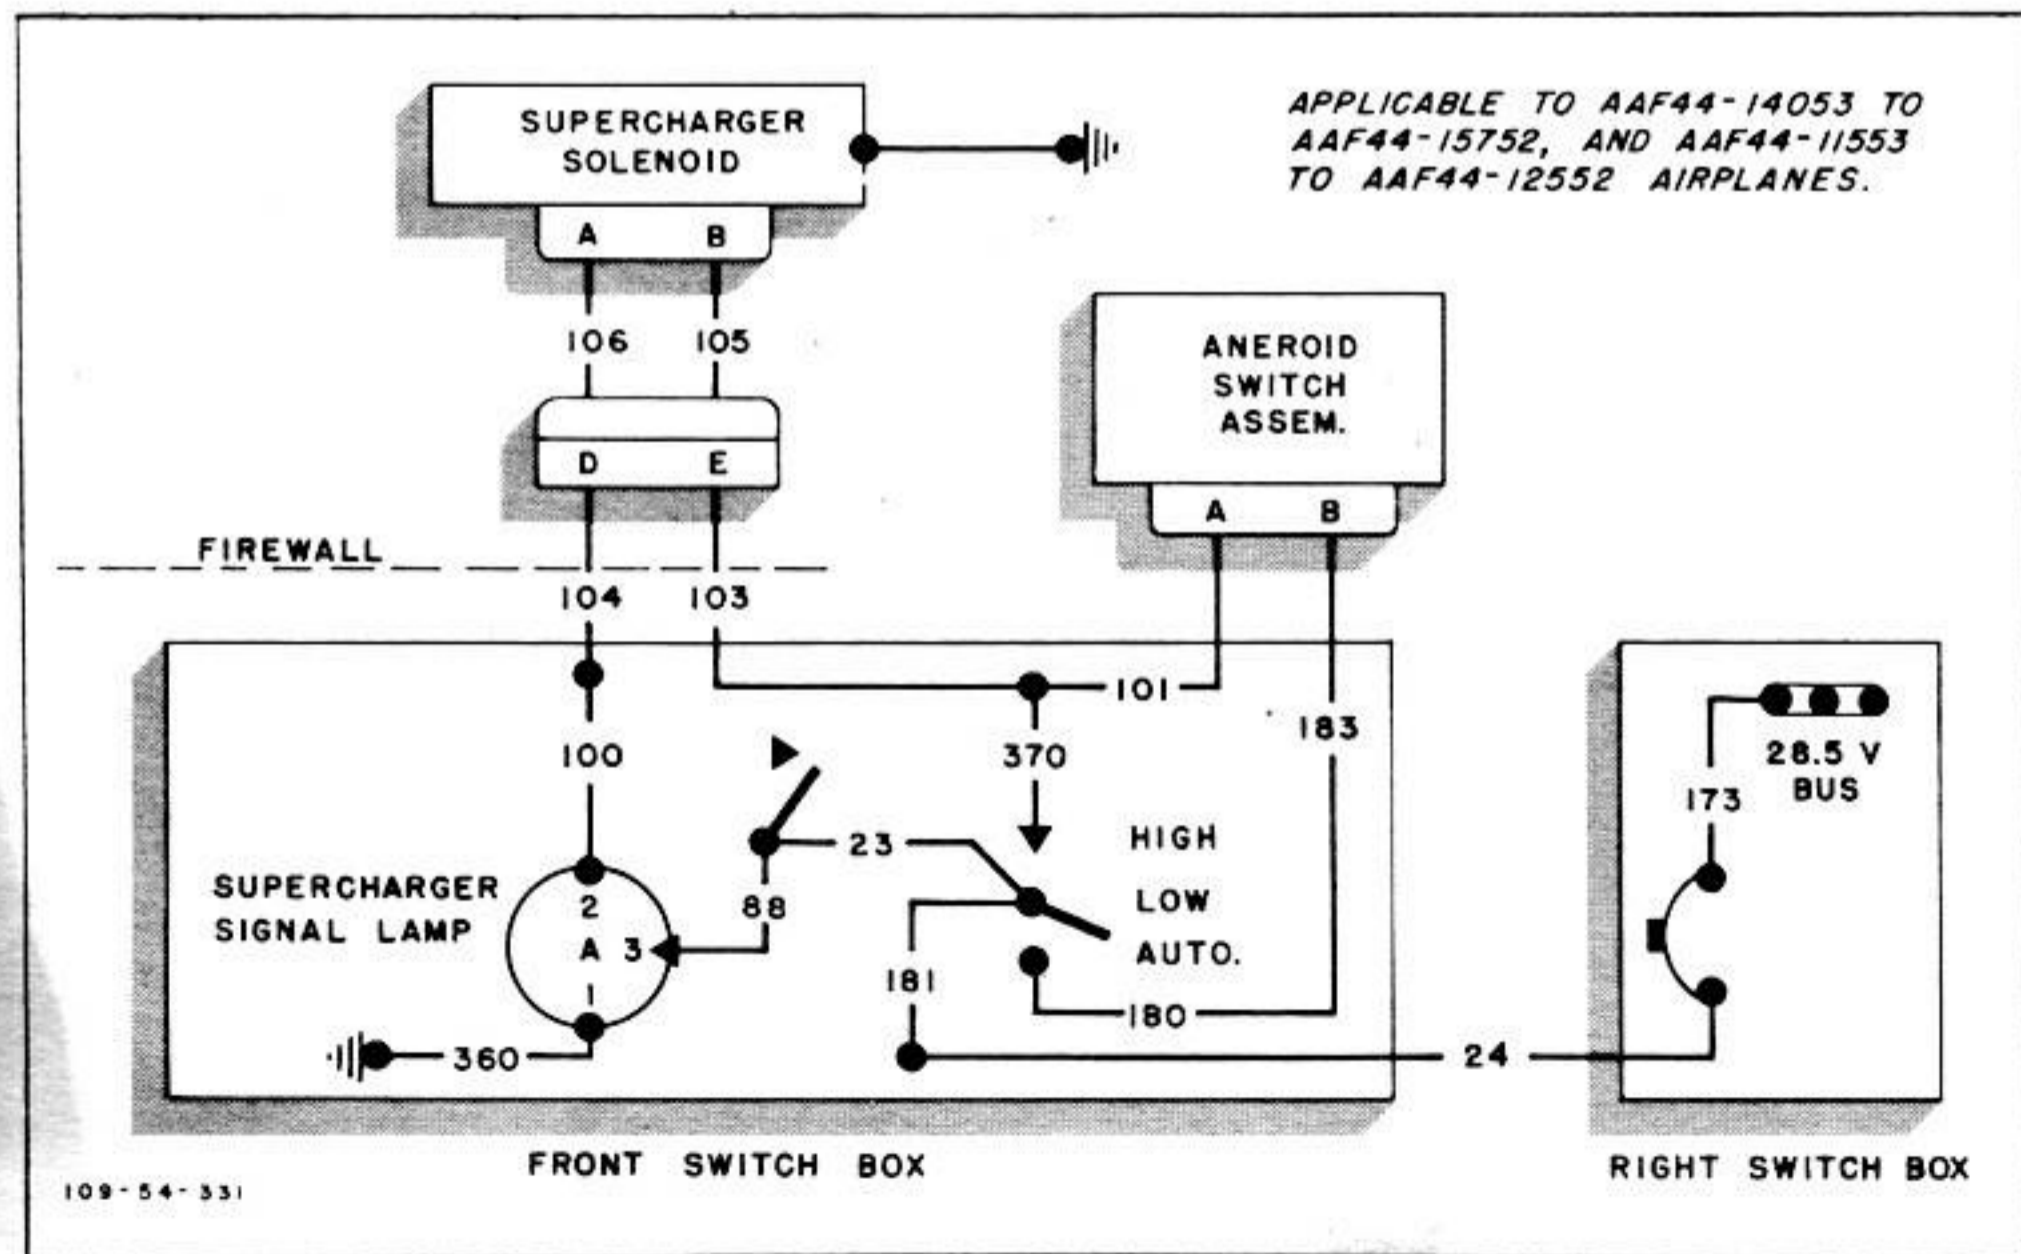 SUPERCHARGER
SOLENOID
APPLICABLE TO AAF44-14053 TO
AAF44-15752, AND AAF44-11553
TO AAF44-12552 AIRPLANES.
A B
106 105
ANEROID
SWITCH
ASSEM.
D E
A B
FIREWALL
104 103
101
183
100
370
28.5 V
BUS
173
HIGH
23
SUPERCHARGER
SIGNAL LAMP
2
88
LOW
A 3
AUTO.
181
1
180
360
24
FRONT SWITCH BOX
RIGHT SWITCH BOX
109-54-331